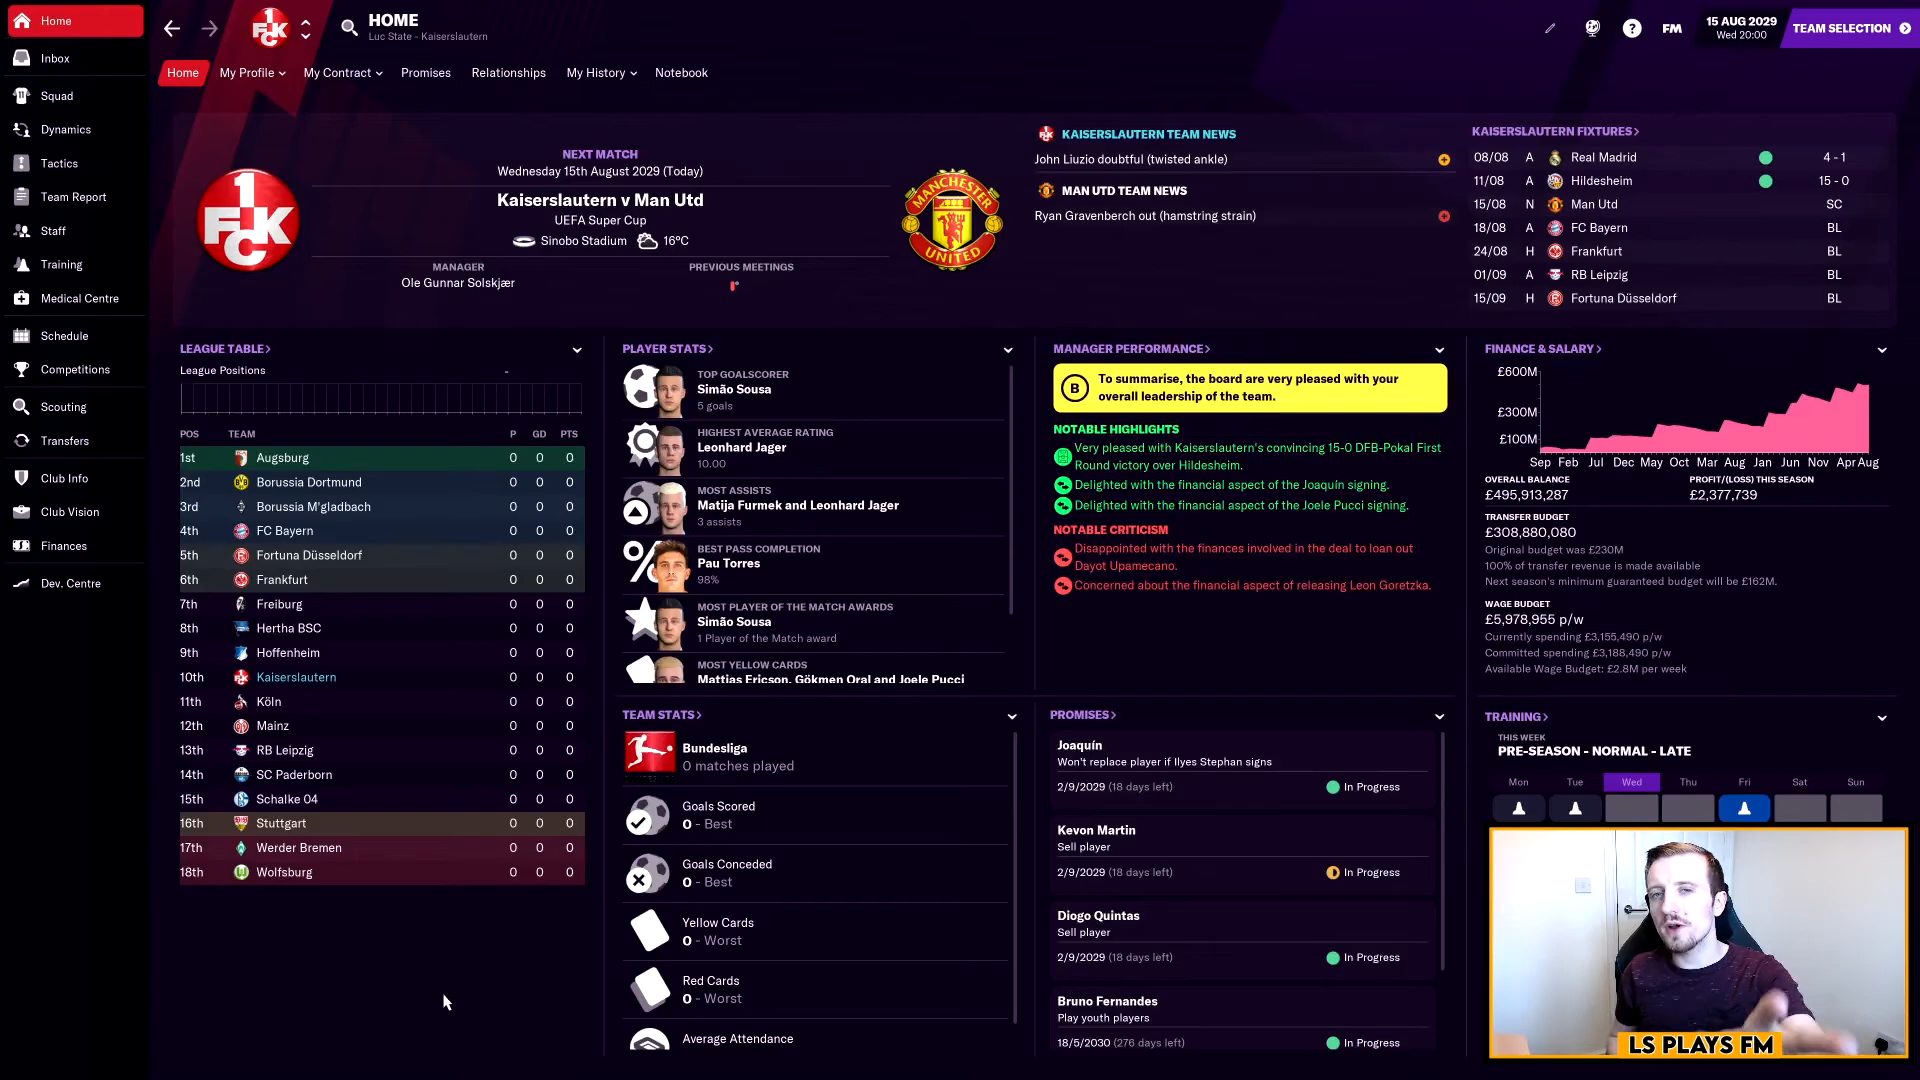 Home
Inbox
Squad
Dynamics
Tactics
Team Report
Staff
Training
Medical Centre
Schedule
Competitions
Scouting
Transfers
Club Info
Club Vision
Finances
Dev. Centre
HOME
Luc State - Kaiserslautern
FM
15 AUG 2029
Wed 20:00
TEAM SELECTION
Home My Profile My Contract Promises Relationships My History Notebook
NEXT MATCH
Wednesday 15th August 2029 (Today)
Kaiserslautern v Man Utd
UEFA Super Cup
Sinobo Stadium 16°C
MANAGER
Ole Gunnar Solskjær
PREVIOUS MEETINGS
1 FCK
MANCHESTER UNITED
KAISERSLAUTERN TEAM NEWS
John Liuzio doubtful (twisted ankle)
MAN UTD TEAM NEWS
Ryan Gravenberch out (hamstring strain)
KAISERSLAUTERN FIXTURES>
08/08 A Real Madrid 4 - 1
11/08 A Hildesheim 15 - 0
15/08 N Man Utd SC
18/08 A FC Bayern BL
24/08 H Frankfurt BL
01/09 A RB Leipzig BL
15/09 H Fortuna Düsseldorf BL
LEAGUE TABLE>
League Positions -
POS TEAM P GD PTS
1st Augsburg 0 0 0
2nd Borussia Dortmund 0 0 0
3rd Borussia M'gladbach 0 0 0
4th FC Bayern 0 0 0
5th Fortuna Düsseldorf 0 0 0
6th Frankfurt 0 0 0
7th Freiburg 0 0 0
8th Hertha BSC 0 0 0
9th Hoffenheim 0 0 0
10th Kaiserslautern 0 0 0
11th Köln 0 0 0
12th Mainz 0 0 0
13th RB Leipzig 0 0 0
14th SC Paderborn 0 0 0
15th Schalke 04 0 0 0
16th Stuttgart 0 0 0
17th Werder Bremen 0 0 0
18th Wolfsburg 0 0 0
PLAYER STATS>
TOP GOALSCORER
Simão Sousa
5 goals
HIGHEST AVERAGE RATING
Leonhard Jager
10.00
MOST ASSISTS
Matija Furmek and Leonhard Jager
3 assists
BEST PASS COMPLETION
Pau Torres
98%
MOST PLAYER OF THE MATCH AWARDS
Simão Sousa
1 Player of the Match award
MOST YELLOW CARDS
Mattias Ericson, Gökmen Oral and Joele Pucci
TEAM STATS>
Bundesliga
0 matches played
Goals Scored
0 - Best
Goals Conceded
0 - Best
Yellow Cards
0 - Worst
Red Cards
0 - Worst
Average Attendance
MANAGER PERFORMANCE>
B
To summarise, the board are very pleased with your
overall leadership of the team.
NOTABLE HIGHLIGHTS
Very pleased with Kaiserslautern's convincing 15-0 DFB-Pokal First
Round victory over Hildesheim.
Delighted with the financial aspect of the Joaquín signing.
Delighted with the financial aspect of the Joele Pucci signing.
NOTABLE CRITICISM
Disappointed with the finances involved in the deal to loan out
Dayot Upamecano.
Concerned about the financial aspect of releasing Leon Goretzka.
PROMISES>
Joaquín
Won't replace player if Ilyes Stephan signs
2/9/2029 (18 days left) In Progress
Kevon Martin
Sell player
2/9/2029 (18 days left) In Progress
Diogo Quintas
Sell player
2/9/2029 (18 days left) In Progress
Bruno Fernandes
Play youth players
18/5/2030 (276 days left) In Progress
FINANCE & SALARY>
£600M
£300M
£100M
Sep Feb Jul Dec May Oct Mar Aug Jan Jun Nov Apr Aug
OVERALL BALANCE
£495,913,287
PROFIT/(LOSS) THIS SEASON
£2,377,739
TRANSFER BUDGET
£308,880,080
Original budget was £230M
100% of transfer revenue is made available
Next season's minimum guaranteed budget will be £162M.
WAGE BUDGET
£5,978,955 p/w
Currently spending £3,155,490 p/w
Committed spending £3,188,490 p/w
Available Wage Budget: £2.8M per week
TRAINING>
THIS WEEK
PRE-SEASON - NORMAL - LATE
Mon Tue Wed Thu Fri Sat Sun
LS PLAYS FM